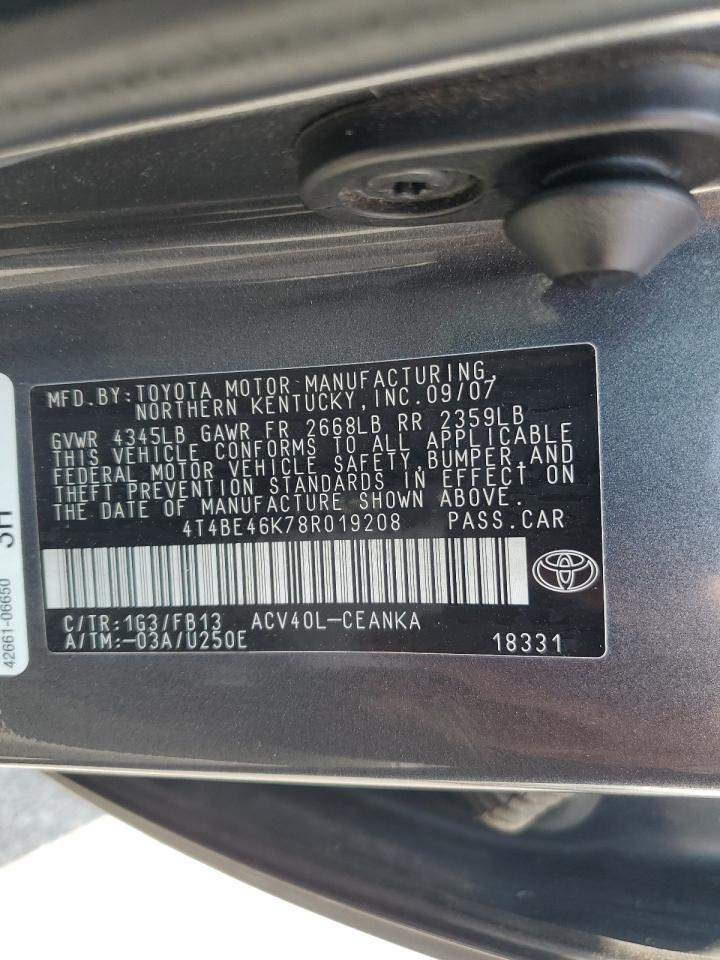 MFD.BY:TOYOTA MOTOR MANUFACTURING,
NORTHERN KENTUCKY,INC.09/07
GVWR 4345LB GAWR FR 2668LB RR 2359LB
THIS VEHICLE CONFORMS TO ALL APPLICABLE
FEDERAL MOTOR VEHICLE SAFETY,BUMPER,AND
THEFT PREVENTION STANDARDS IN EFFECT ON
THE DATE OF MANUFACTURE SHOWN ABOVE.
4T4BE46K78R019208 PASS.CAR
C/TR:1G3/FB13 ACV40L-CEANKA
A/TM:-03A/U250E 18331
42661-06650